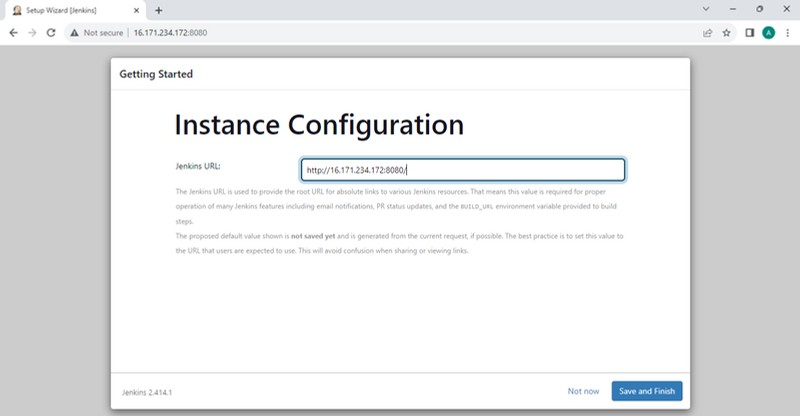 Setup Wizard [Jenkins]
Not secure 16.171.234.172:8080
A
Getting Started
Instance Configuration
Jenkins URL: http://16.171.234.172:8080/
The Jenkins URL is used to provide the root URL for absolute links to various Jenkins resources. That means this value is required for proper
operation of many Jenkins features including email notifications, PR status updates, and the BUILD_URL environment variable provided to build
steps.
The proposed default value shown is not saved yet and is generated from the current request, if possible. The best practice is to set this value to
the URL that users are expected to use. This will avoid confusion when sharing or viewing links.
Jenkins 2.414.1
Not now
Save and Finish